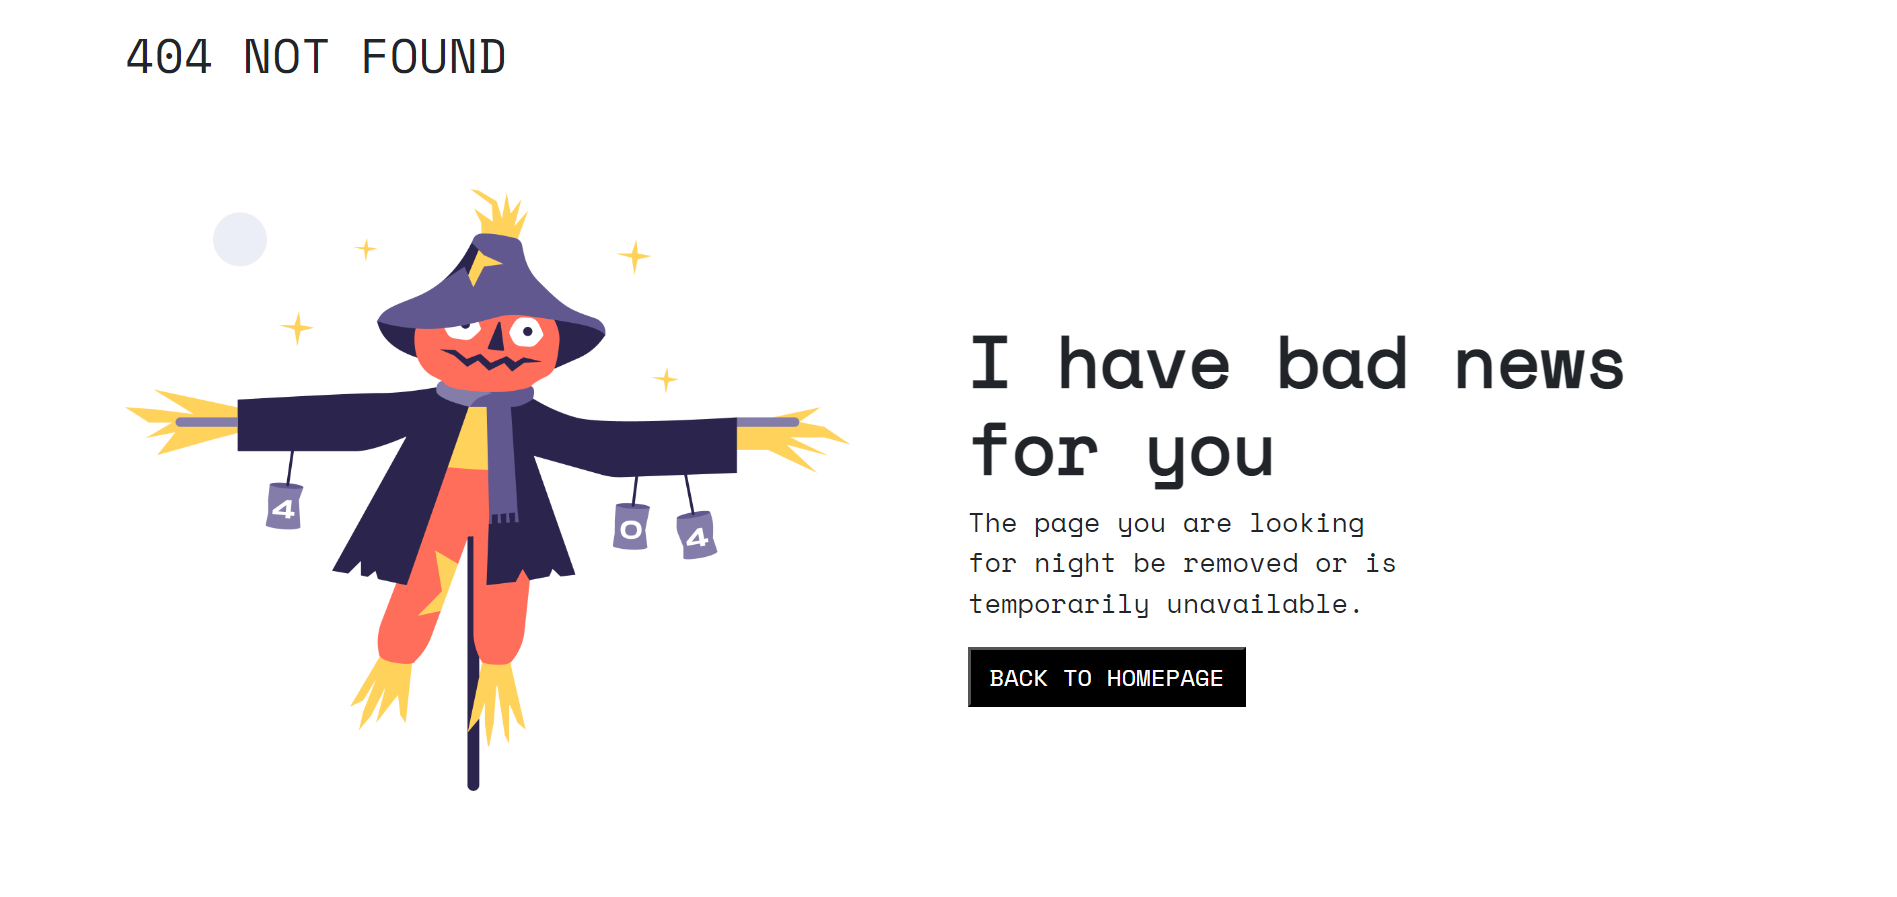 404 NOT FOUND
4
0
4
I have bad news
for you
The page you are looking
for night be removed or is
temporarily unavailable.
BACK TO HOMEPAGE